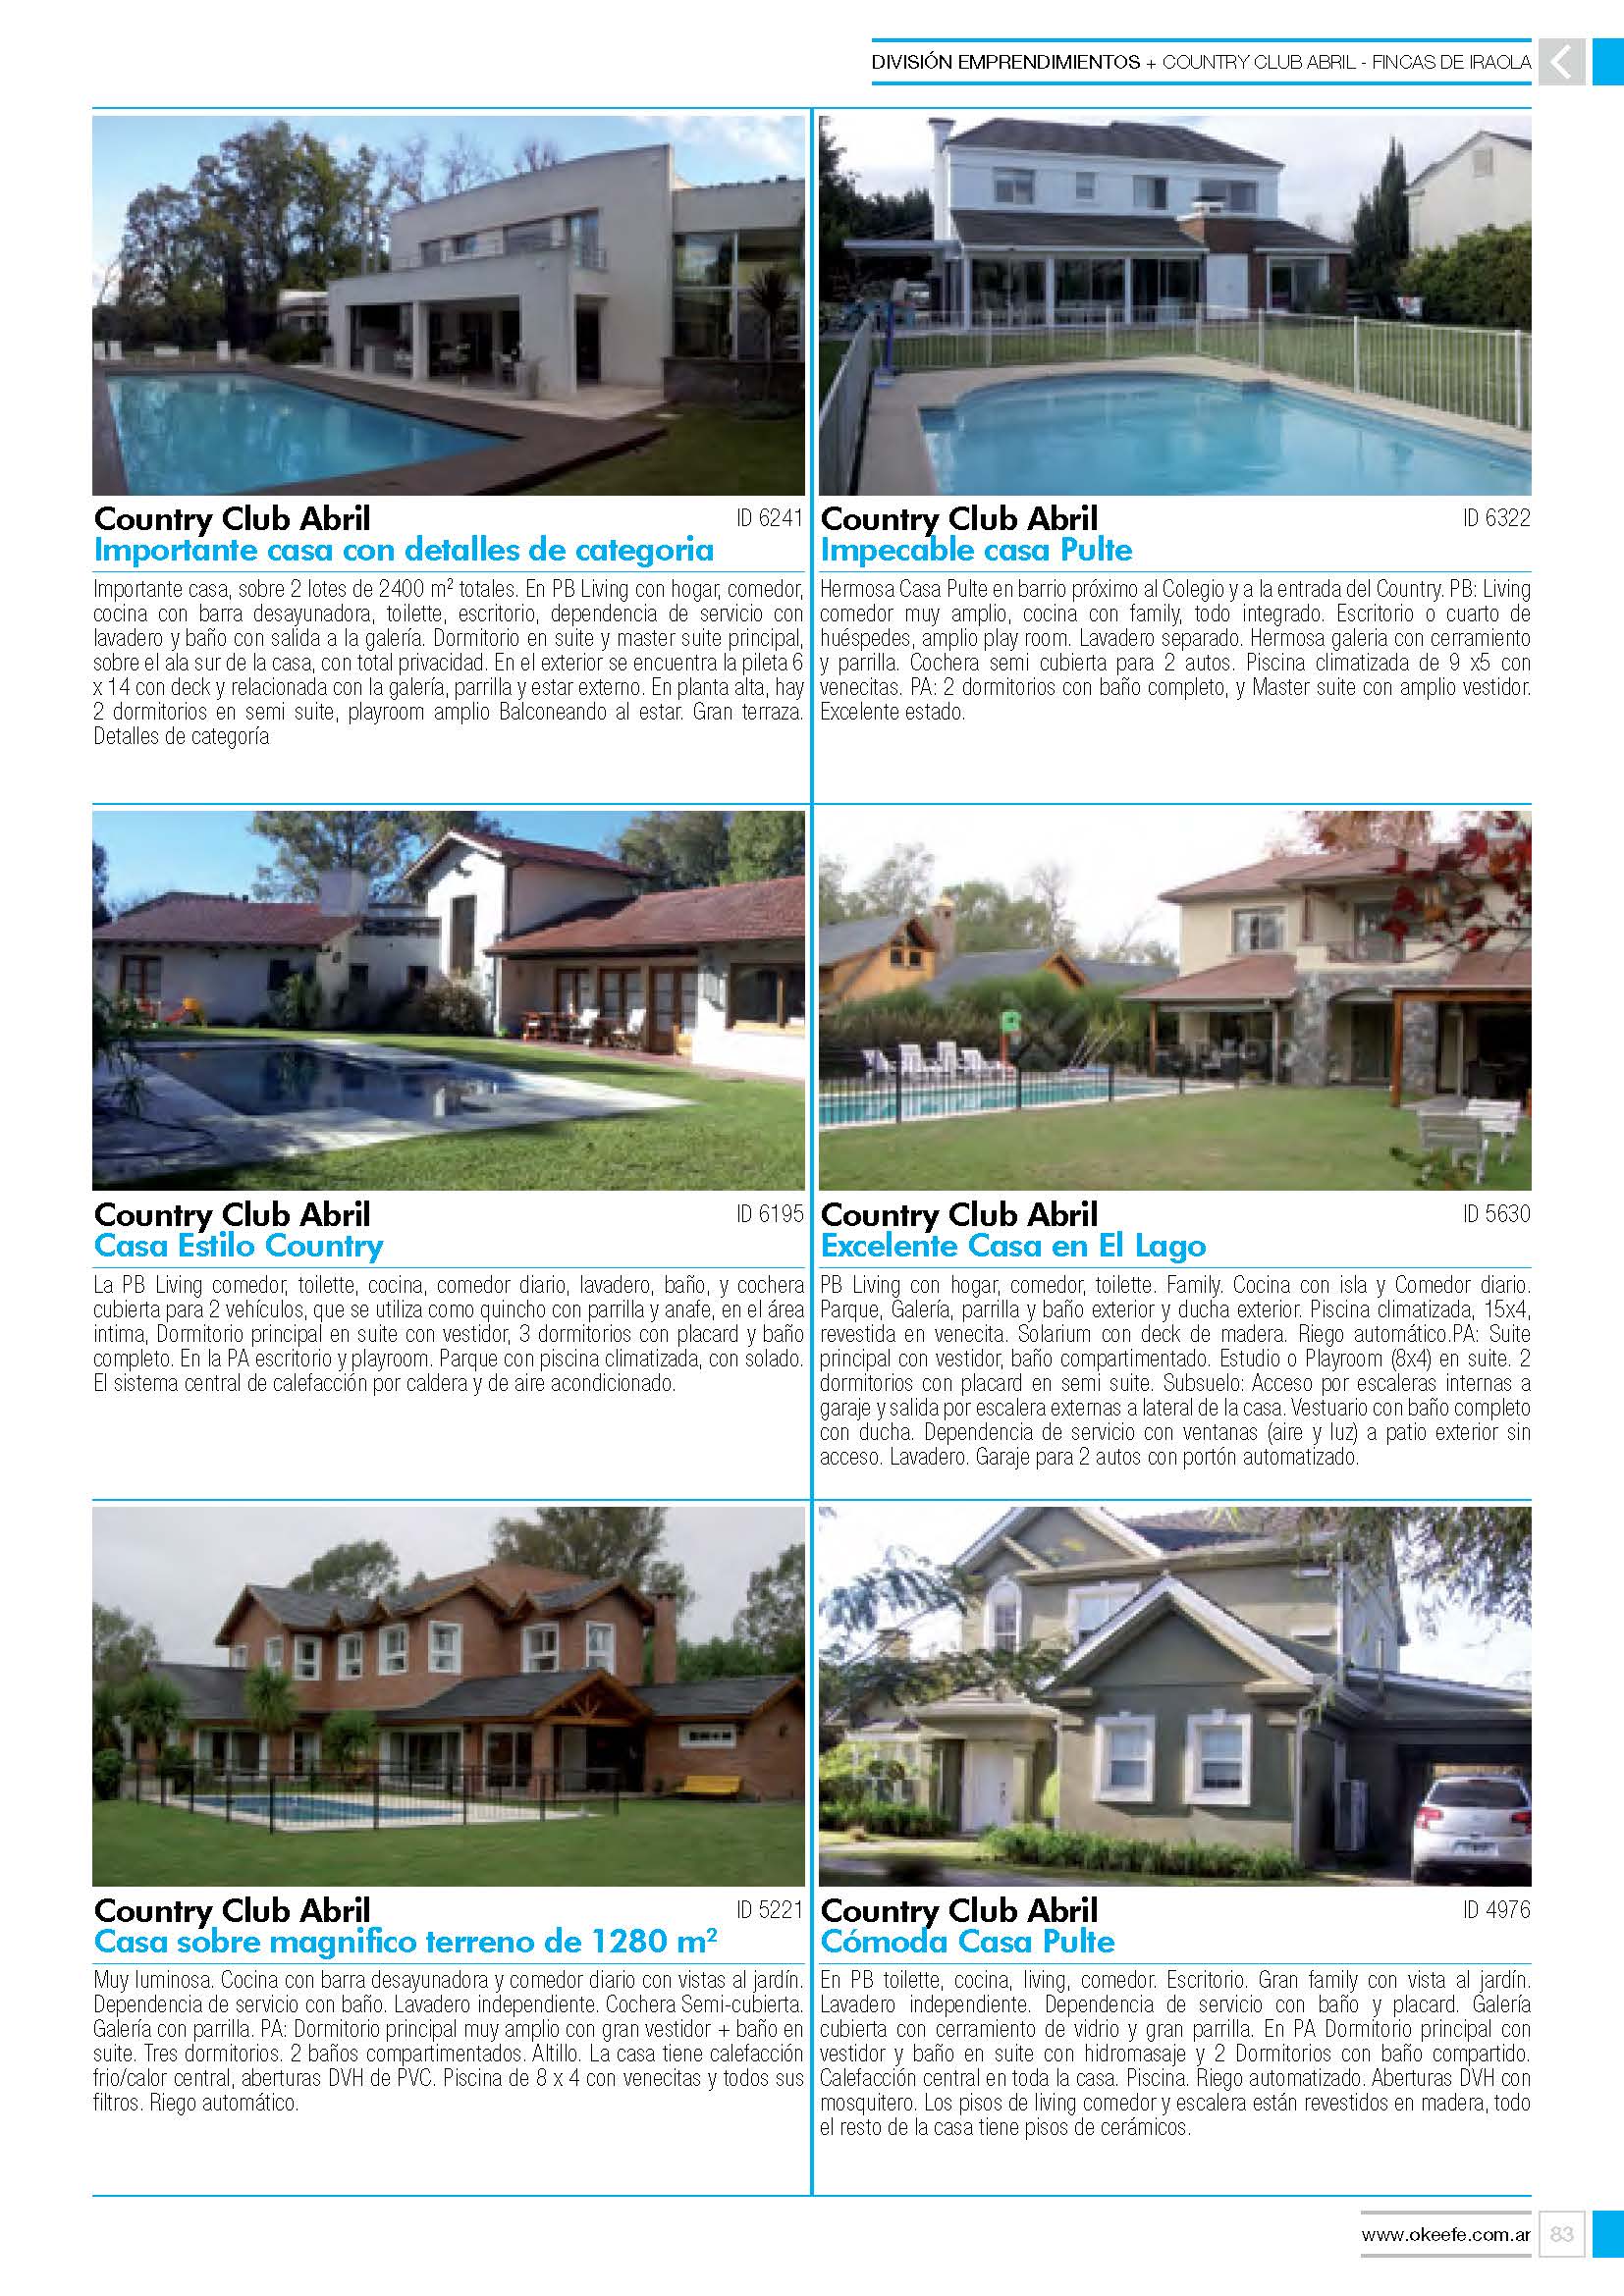 DIVISIÓN EMPRENDIMIENTOS + COUNTRY CLUB ABRIL - FINCAS DE IRAOLA
Country Club Abril ID 6241
Importante casa con detalles de categoria
Importante casa, sobre 2 lotes de 2400 m² totales. En PB Living con hogar, comedor,
cocina con barra desayunadora, toilette, escritorio, dependencia de servicio con
lavadero y baño con salida a la galería. Dormitorio en suite y master suite principal,
sobre el ala sur de la casa, con total privacidad. En el exterior se encuentra la pileta 6
x 14 con deck y relacionada con la galería, parrilla y estar externo. En planta alta, hay
2 dormitorios en semi suite, playroom amplio Balconeando al estar. Gran terraza.
Detalles de categoría
Country Club Abril ID 6322
Impecable casa Pulte
Hermosa Casa Pulte en barrio próximo al Colegio y a la entrada del Country. PB: Living
comedor muy amplio, cocina con family, todo integrado. Escritorio o cuarto de
huéspedes, amplio play room. Lavadero separado. Hermosa galeria con cerramiento
y parrilla. Cochera semi cubierta para 2 autos. Piscina climatizada de 9 x5 con
venecitas. PA: 2 dormitorios con baño completo, y Master suite con amplio vestidor.
Excelente estado.
Country Club Abril ID 6195
Casa Estilo Country
La PB Living comedor, toilette, cocina, comedor diario, lavadero, baño, y cochera
cubierta para 2 vehículos, que se utiliza como quincho con parrilla y anafe, en el área
intima, Dormitorio principal en suite con vestidor, 3 dormitorios con placard y baño
completo. En la PA escritorio y playroom. Parque con piscina climatizada, con solado.
El sistema central de calefacción por caldera y de aire acondicionado.
Country Club Abril ID 5630
Excelente Casa en El Lago
PB Living con hogar, comedor, toilette. Family. Cocina con isla y Comedor diario.
Parque, Galería, parrilla y baño exterior y ducha exterior. Piscina climatizada, 15x4,
revestida en venecita. Solarium con deck de madera. Riego automático.PA: Suite
principal con vestidor, baño compartimentado. Estudio o Playroom (8x4) en suite. 2
dormitorios con placard en semi suite. Subsuelo: Acceso por escaleras internas a
garaje y salida por escalera externas a lateral de la casa. Vestuario con baño completo
con ducha. Dependencia de servicio con ventanas (aire y luz) a patio exterior sin
acceso. Lavadero. Garaje para 2 autos con portón automatizado.
Country Club Abril ID 5221
Casa sobre magnifico terreno de 1280 m²
Muy luminosa. Cocina con barra desayunadora y comedor diario con vistas al jardín.
Dependencia de servicio con baño. Lavadero independiente. Cochera Semi-cubierta.
Galería con parrilla. PA: Dormitorio principal muy amplio con gran vestidor + baño en
suite. Tres dormitorios. 2 baños compartimentados. Altillo. La casa tiene calefacción
frio/calor central, aberturas DVH de PVC. Piscina de 8 x 4 con venecitas y todos sus
filtros. Riego automático.
Country Club Abril ID 4976
Cómoda Casa Pulte
En PB toilette, cocina, living, comedor. Escritorio. Gran family con vista al jardín.
Lavadero independiente. Dependencia de servicio con baño y placard. Galería
cubierta con cerramiento de vidrio y gran parrilla. En PA Dormitorio principal con
vestidor y baño en suite con hidromasaje y 2 Dormitorios con baño compartido.
Calefacción central en toda la casa. Piscina. Riego automatizado. Aberturas DVH con
mosquitero. Los pisos de living comedor y escalera están revestidos en madera, todo
el resto de la casa tiene pisos de cerámicos.
www.okeefe.com.ar 83